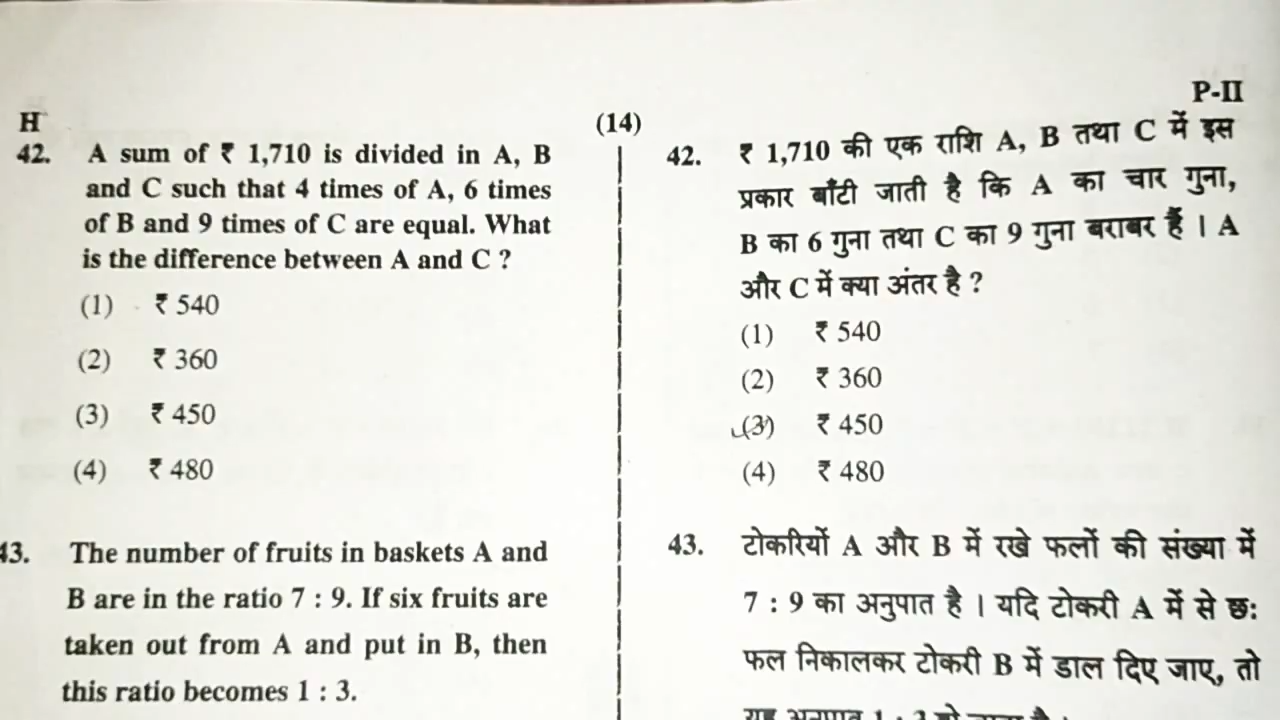 P-II
H
(14)
42. A sum of ₹ 1,710 is divided in A, B
and C such that 4 times of A, 6 times
of B and 9 times of C are equal. What
is the difference between A and C ?
(1) ₹ 540
(2) ₹ 360
(3) ₹ 450
(4) ₹ 480
43. The number of fruits in baskets A and
B are in the ratio 7 : 9. If six fruits are
taken out from A and put in B, then
this ratio becomes 1 : 3.
42. ₹ 1,710 की एक राशि A, B तथा C में इस
प्रकार बाँटी जाती है कि A का चार गुना,
B का 6 गुना तथा C का 9 गुना बराबर हैं । A
और C में क्या अंतर है ?
(1) ₹ 540
(2) ₹ 360
(3) ₹ 450
(4) ₹ 480
43. टोकरियों A और B में रखे फलों की संख्या में
7 : 9 का अनुपात है । यदि टोकरी A में से छः
फल निकालकर टोकरी B में डाल दिए जाए, तो
यह अनुपात 1 : 3 हो जाता है ।